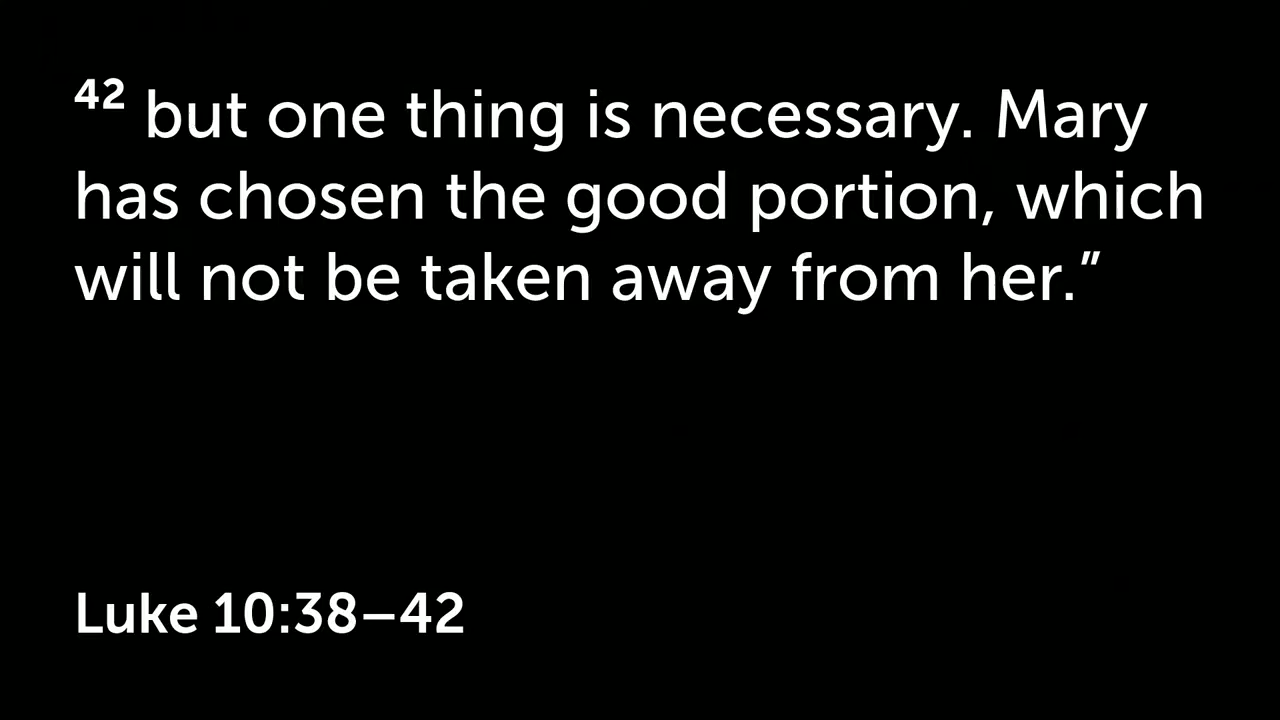 42 but one thing is necessary. Mary
has chosen the good portion, which
will not be taken away from her.”
Luke 10:38–42